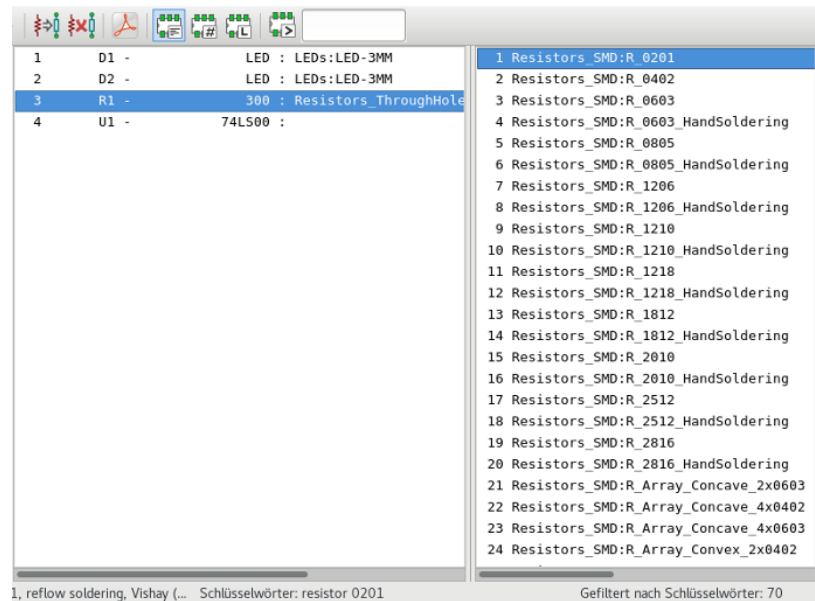 # L >
1 D1 - LED : LEDs:LED-3MM
2 D2 - LED : LEDs:LED-3MM
3 R1 - 300 : Resistors_ThroughHole
4 U1 - 74LS00 :
1 Resistors_SMD:R_0201
2 Resistors_SMD:R_0402
3 Resistors_SMD:R_0603
4 Resistors_SMD:R_0603_HandSoldering
5 Resistors_SMD:R_0805
6 Resistors_SMD:R_0805_HandSoldering
7 Resistors_SMD:R_1206
8 Resistors_SMD:R_1206_HandSoldering
9 Resistors_SMD:R_1210
10 Resistors_SMD:R_1210_HandSoldering
11 Resistors_SMD:R_1218
12 Resistors_SMD:R_1218_HandSoldering
13 Resistors_SMD:R_1812
14 Resistors_SMD:R_1812_HandSoldering
15 Resistors_SMD:R_2010
16 Resistors_SMD:R_2010_HandSoldering
17 Resistors_SMD:R_2512
18 Resistors_SMD:R_2512_HandSoldering
19 Resistors_SMD:R_2816
20 Resistors_SMD:R_2816_HandSoldering
21 Resistors_SMD:R_Array_Concave_2x0603
22 Resistors_SMD:R_Array_Concave_4x0402
23 Resistors_SMD:R_Array_Concave_4x0603
24 Resistors_SMD:R_Array_Convex_2x0402
1, reflow soldering, Vishay (... Schlüsselwörter: resistor 0201 Gefiltert nach Schlüsselwörter: 70